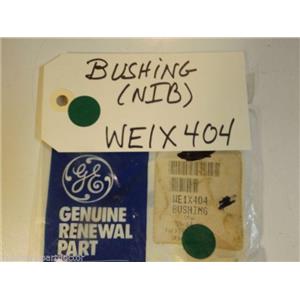 BUSHING
(NIB)
WE1X404
GE
GENUINE
RENEWAL
PART
WE1X404
BUSHING